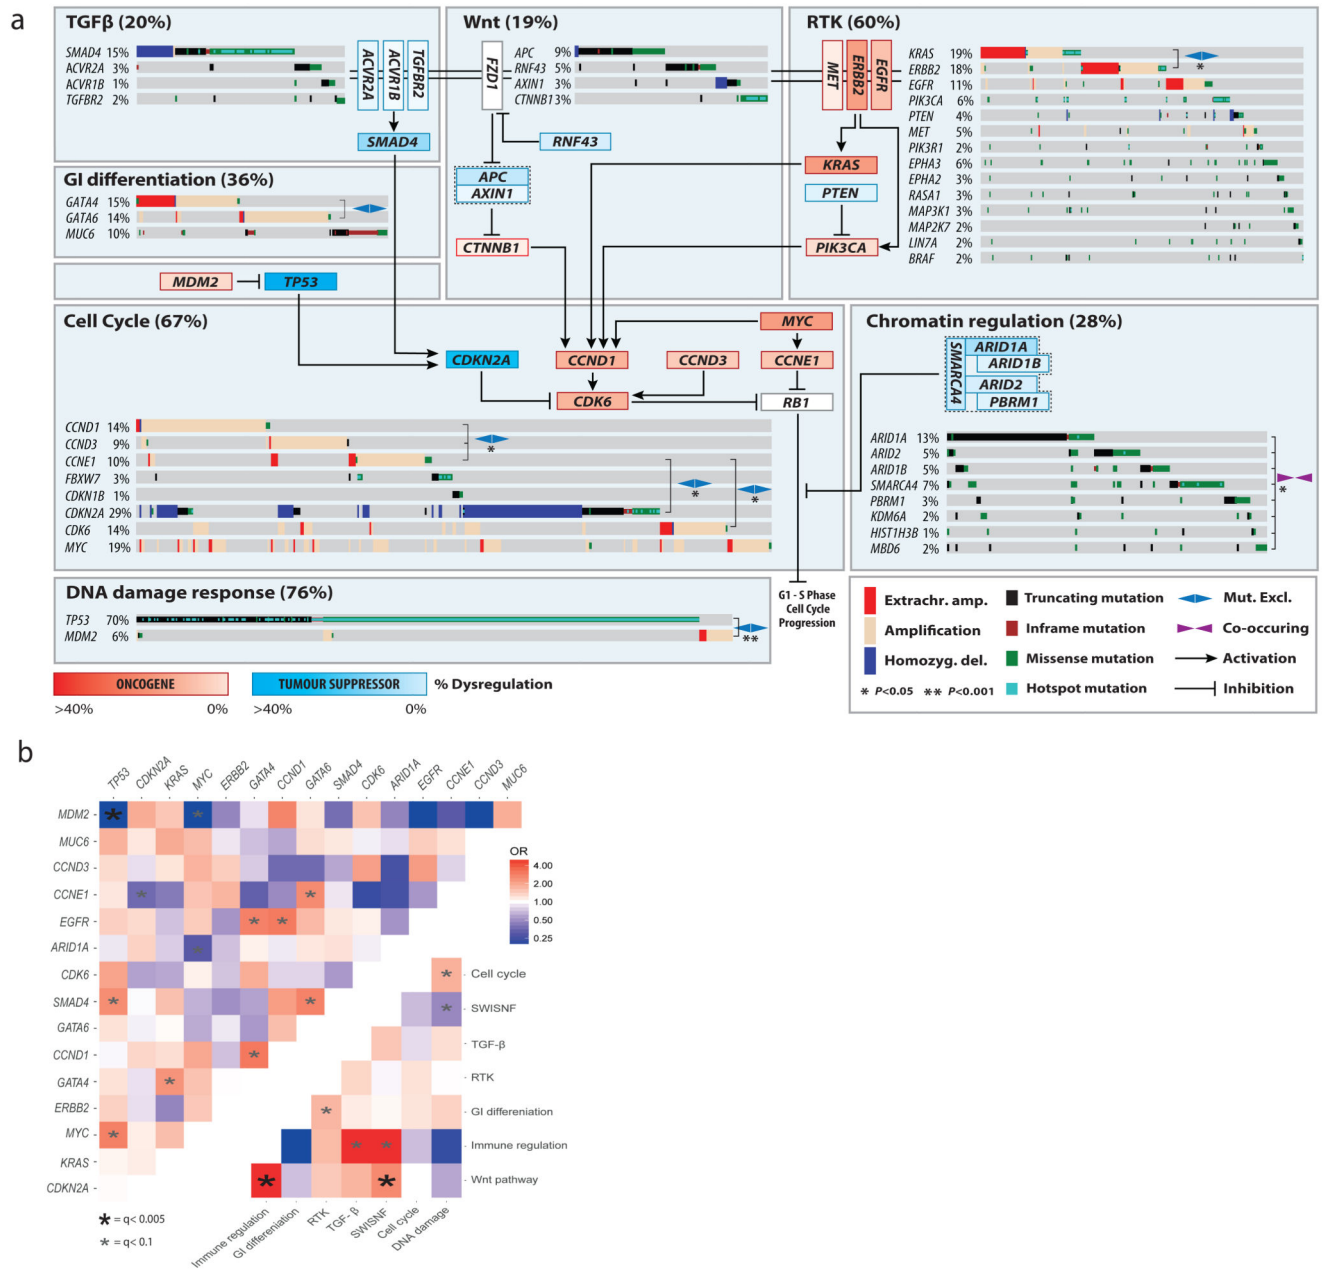 a
TGFβ (20%)
SMAD4 15%
ACVR2A 3%
ACVR1B 1%
TGFBR2 2%
ACVR2A
ACVR1B
TGFBR2
SMAD4
Wnt (19%)
FZD1
APC 9%
RNF43 5%
AXIN1 3%
CTNNB1 3%
RNF43
APC
AXIN1
CTNNB1
RTK (60%)
MET
ERBB2
EGFR
KRAS
PTEN
PIK3CA
KRAS 19%
ERBB2 18%
EGFR 11%
PIK3CA 6%
PTEN 4%
MET 5%
PIK3R1 2%
EPHA3 6%
EPHA2 3%
RASA1 3%
MAP3K1 3%
MAP2K7 2%
LIN7A 2%
BRAF 2%
*
GI differentiation (36%)
GATA4 15%
GATA6 14%
MUC6 10%
MDM2
TP53
Cell Cycle (67%)
MYC
CDKN2A
CCND1
CCND3
CCNE1
CDK6
RB1
CCND1 14%
CCND3 9%
CCNE1 10%
FBXW7 3%
CDKN1B 1%
CDKN2A 29%
CDK6 14%
MYC 19%
*
*
*
Chromatin regulation (28%)
SMARCA4
ARID1A
ARID1B
ARID2
PBRM1
ARID1A 13%
ARID2 5%
ARID1B 5%
SMARCA4 7%
PBRM1 3%
KDM6A 2%
HIST1H3B 1%
MBD6 2%
*
DNA damage response (76%)
TP53 70%
MDM2 6%
**
G1 - S Phase
Cell Cycle
Progression
ONCOGENE
>40% 0%
TUMOUR SUPPRESSOR
>40% 0%
% Dysregulation
Extrachr. amp.
Amplification
Homozyg. del.
* P<0.05 ** P<0.001
Truncating mutation
Inframe mutation
Missense mutation
Hotspot mutation
Mut. Excl.
Co-occuring
Activation
Inhibition
b
TP53
CDKN2A
KRAS
MYC
ERBB2
GATA4
CCND1
GATA6
SMAD4
CDK6
ARID1A
EGFR
CCNE1
CCND3
MUC6
MDM2
MUC6
CCND3
CCNE1
EGFR
ARID1A
CDK6
SMAD4
GATA6
CCND1
GATA4
ERBB2
MYC
KRAS
CDKN2A
OR
4.00
2.00
1.00
0.50
0.25
Cell cycle
SWISNF
TGF-β
RTK
GI differeniation
Immune regulation
Wnt pathway
Immune regulation
GI differeniation
RTK
TGF- β
SWISNF
Cell cycle
DNA damage
* = q< 0.005
* = q< 0.1